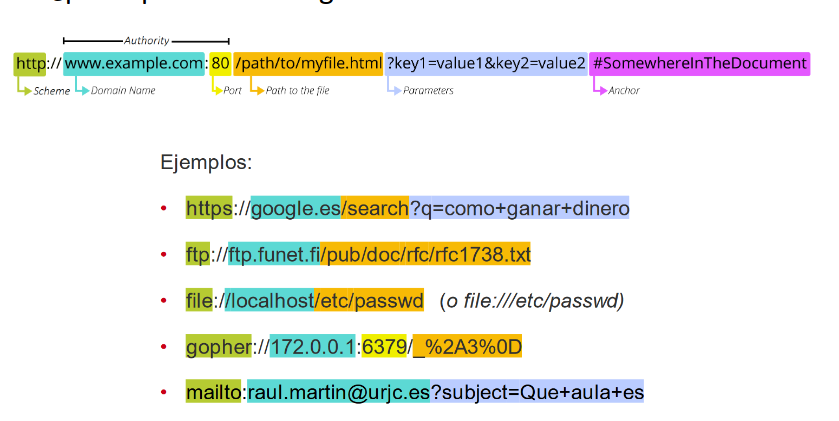 Authority
http://www.example.com:80/path/to/myfile.html?key1=value1&key2=value2 #SomewhereInTheDocument
Scheme Domain Name Port Path to the file Parameters Anchor
Ejemplos:
• https://google.es/search?q=como+ganar+dinero
• ftp://ftp.funet.fi/pub/doc/rfc/rfc1738.txt
• file://localhost/etc/passwd (o file:///etc/passwd)
• gopher://172.0.0.1:6379/_%2A3%0D
• mailto:raul.martin@urjc.es?subject=Que+aula+es